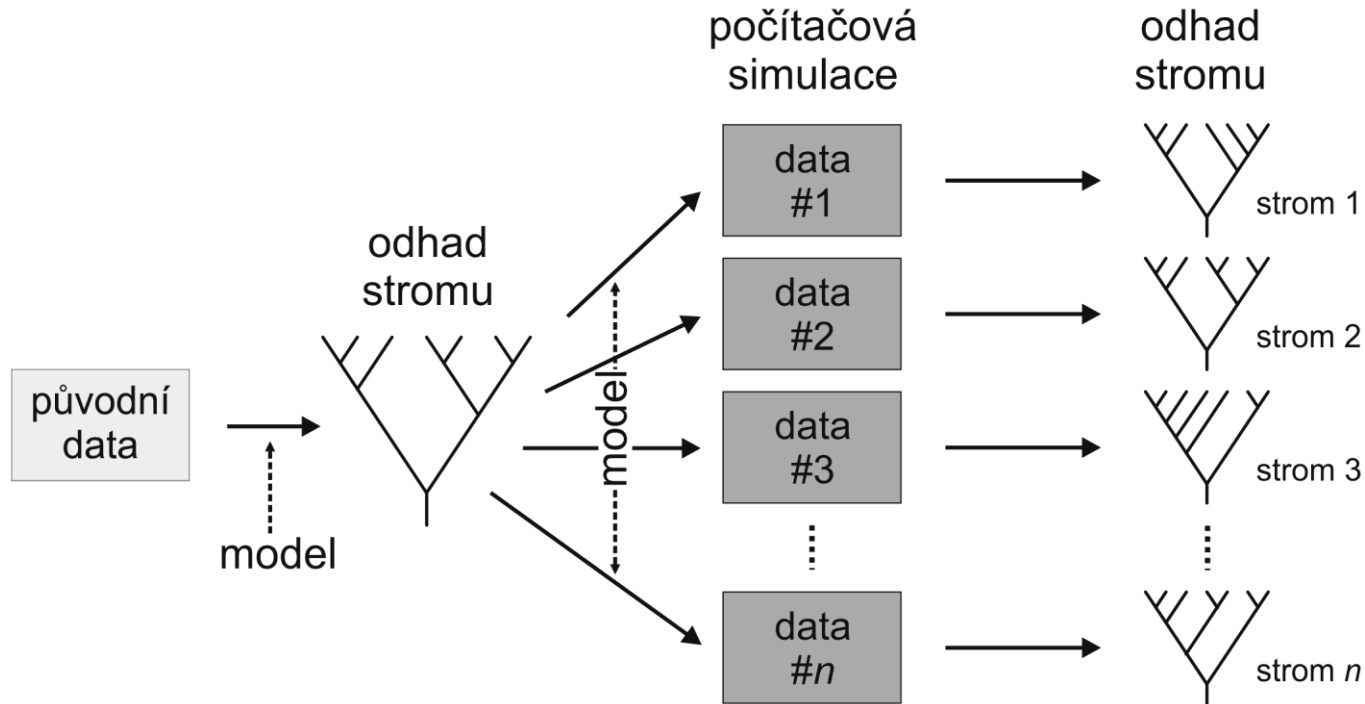 původní
data
model
odhad
stromu
model
počítačová
simulace
data
#1
data
#2
data
#3
data
#n
odhad
stromu
strom 1
strom 2
strom 3
strom n